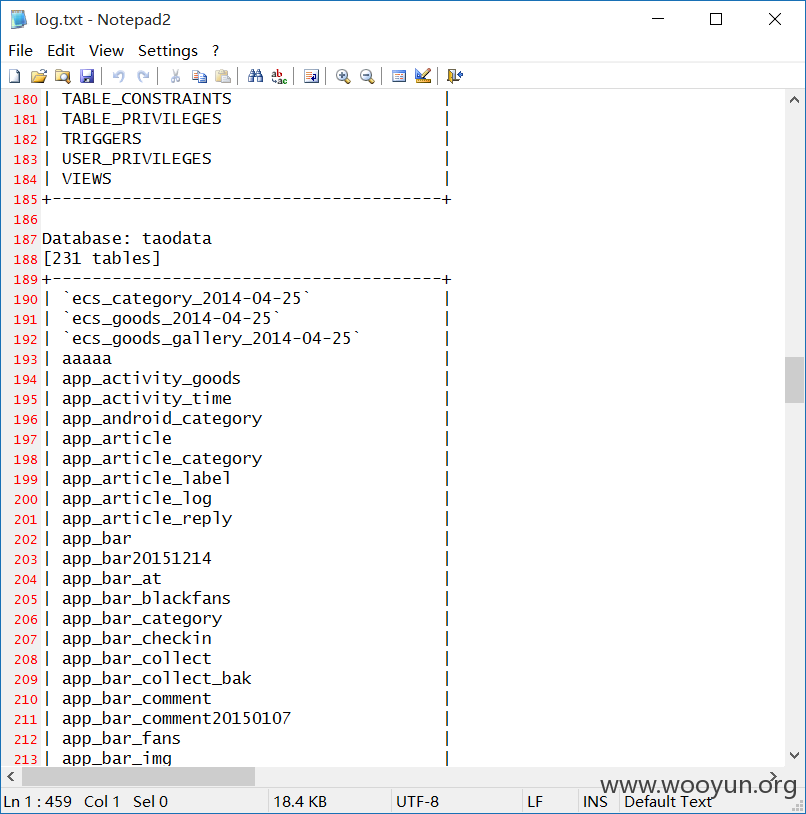 log.txt - Notepad2
File Edit View Settings ?
180 | TABLE_CONSTRAINTS |
181 | TABLE_PRIVILEGES |
182 | TRIGGERS |
183 | USER_PRIVILEGES |
184 | VIEWS |
185 +---------------------------------------+
186
187 Database: taodata
188 [231 tables]
189 +---------------------------------------+
190 | `ecs_category_2014-04-25` |
191 | `ecs_goods_2014-04-25` |
192 | `ecs_goods_gallery_2014-04-25` |
193 | aaaaa |
194 | app_activity_goods |
195 | app_activity_time |
196 | app_android_category |
197 | app_article |
198 | app_article_category |
199 | app_article_label |
200 | app_article_log |
201 | app_article_reply |
202 | app_bar |
203 | app_bar20151214 |
204 | app_bar_at |
205 | app_bar_blackfans |
206 | app_bar_category |
207 | app_bar_checkin |
208 | app_bar_collect |
209 | app_bar_collect_bak |
210 | app_bar_comment |
211 | app_bar_comment20150107 |
212 | app_bar_fans |
213 | app_bar_img |
www.wooyun.org
Ln 1 : 459 Col 1 Sel 0 18.4 KB UTF-8 LF INS Default Text